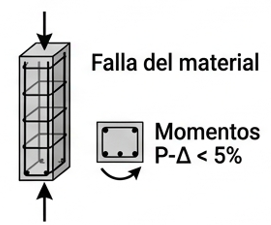 Falla del material
Momentos
P-Δ < 5%